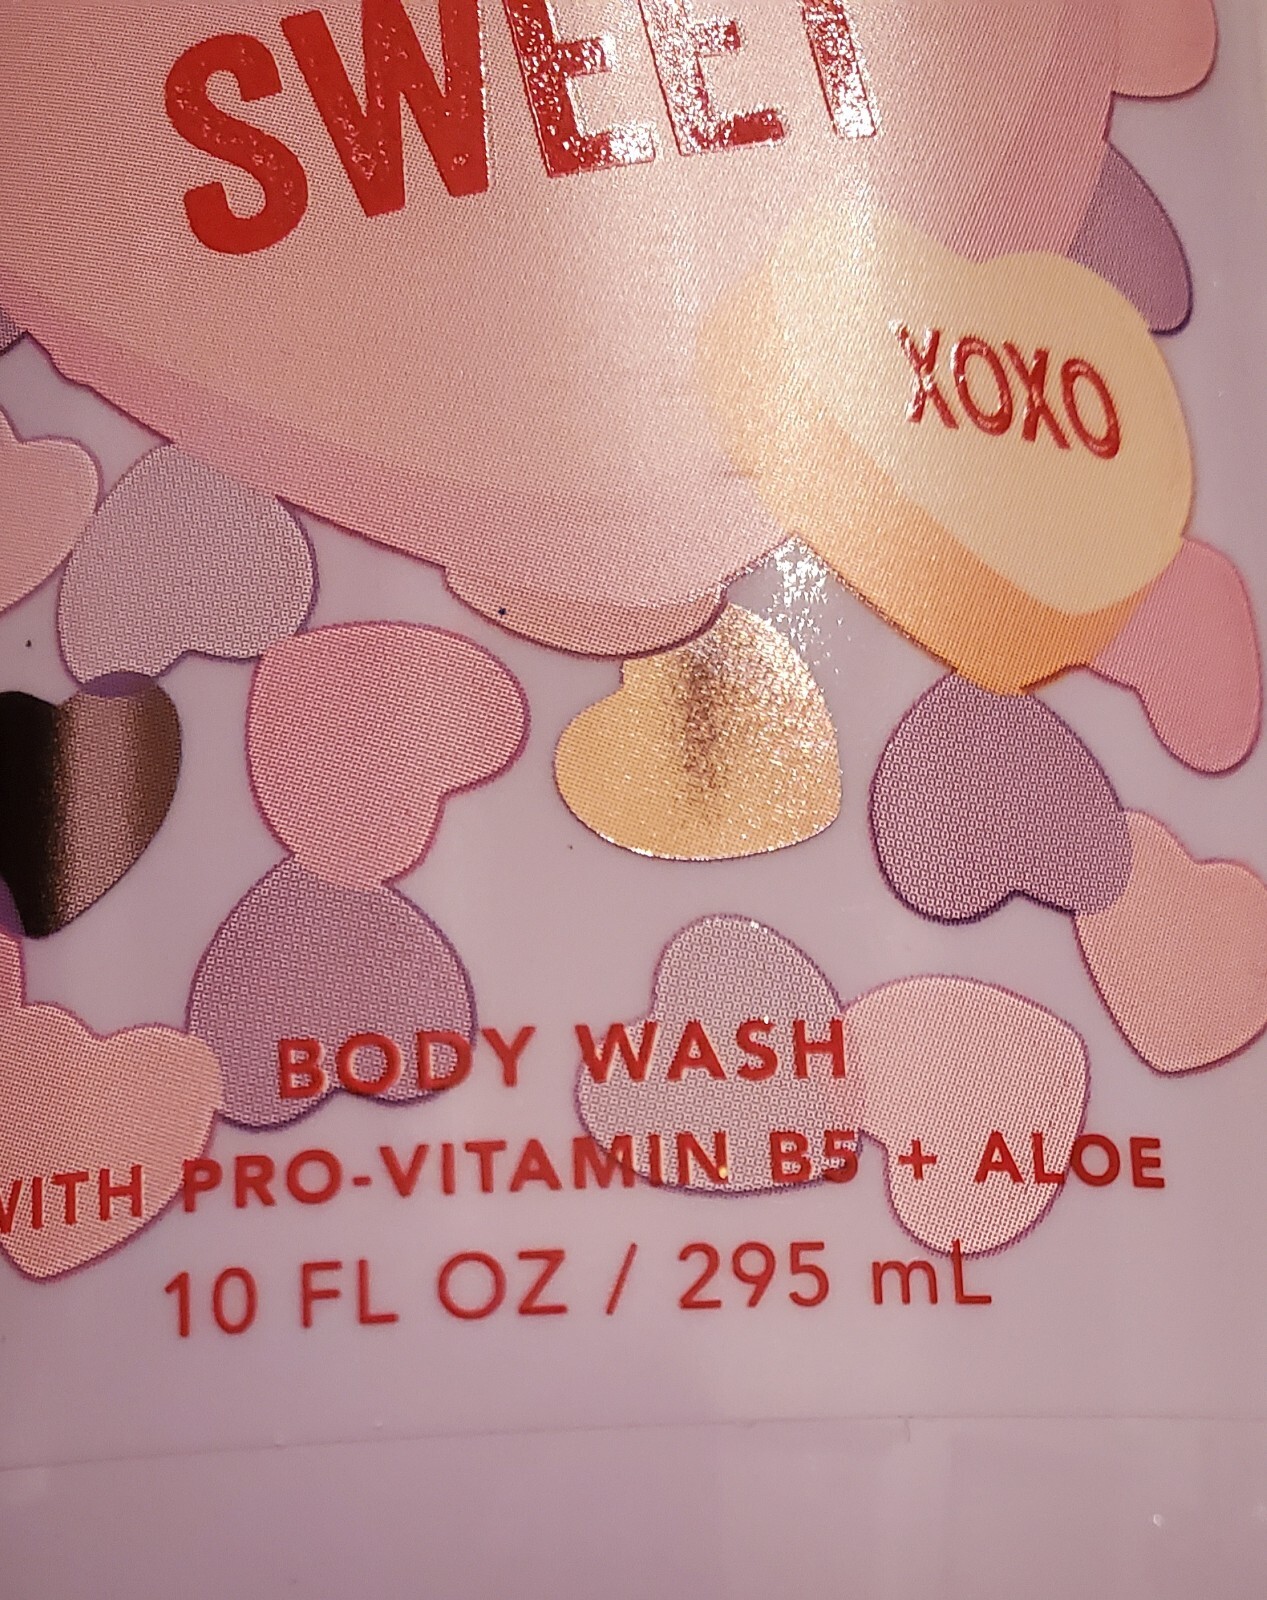 SWEET
XOXO
BODY WASH
WITH PRO-VITAMIN B5 + ALOE
10 FL OZ / 295 mL